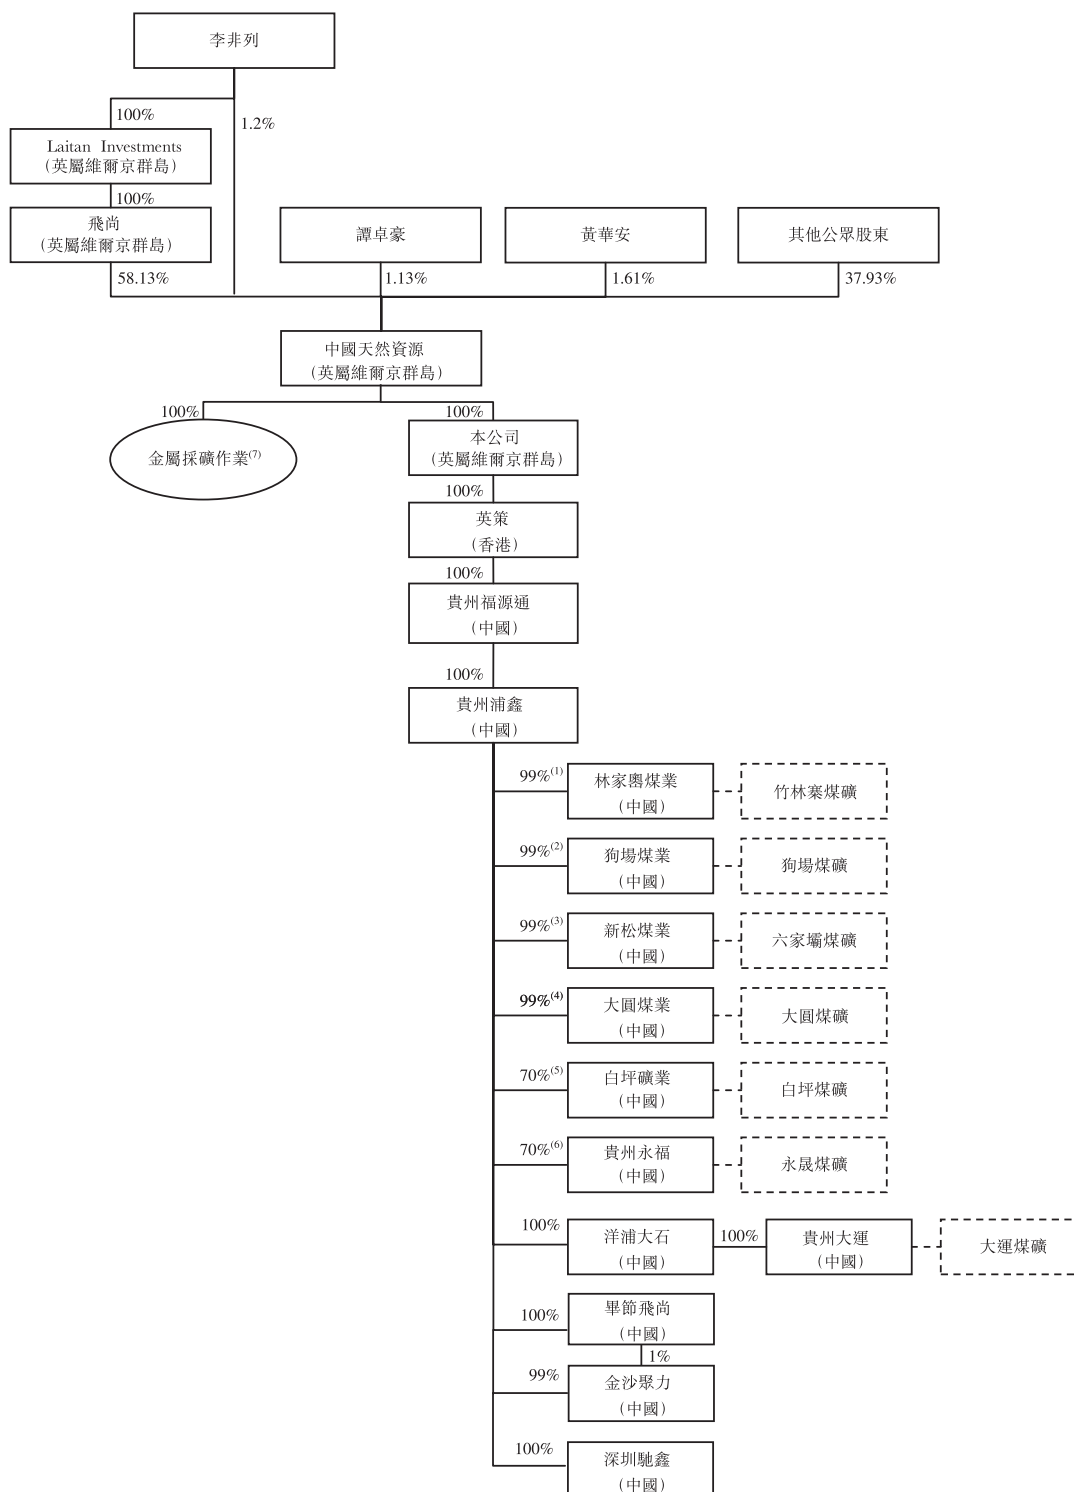 李非列
100%
1.2%
Laitan Investments
(英屬維爾京群島)
100%
飛尚
(英屬維爾京群島)
譚卓豪
黃華安
其他公眾股東
58.13%
1.13%
1.61%
37.93%
中國天然資源
(英屬維爾京群島)
100%
100%
金屬採礦作業(7)
本公司
(英屬維爾京群島)
100%
英策
(香港)
100%
貴州福源通
(中國)
100%
貴州浦鑫
(中國)
99%(1)
林家嶴煤業
(中國)
竹林寨煤礦
99%(2)
狗場煤業
(中國)
狗場煤礦
99%(3)
新松煤業
(中國)
六家壩煤礦
99%(4)
大圓煤業
(中國)
大圓煤礦
70%(5)
白坪礦業
(中國)
白坪煤礦
70%(6)
貴州永福
(中國)
永晟煤礦
100%
洋浦大石
(中國)
100%
貴州大運
(中國)
大運煤礦
100%
畢節飛尚
(中國)
1%
99%
金沙聚力
(中國)
100%
深圳馳鑫
(中國)